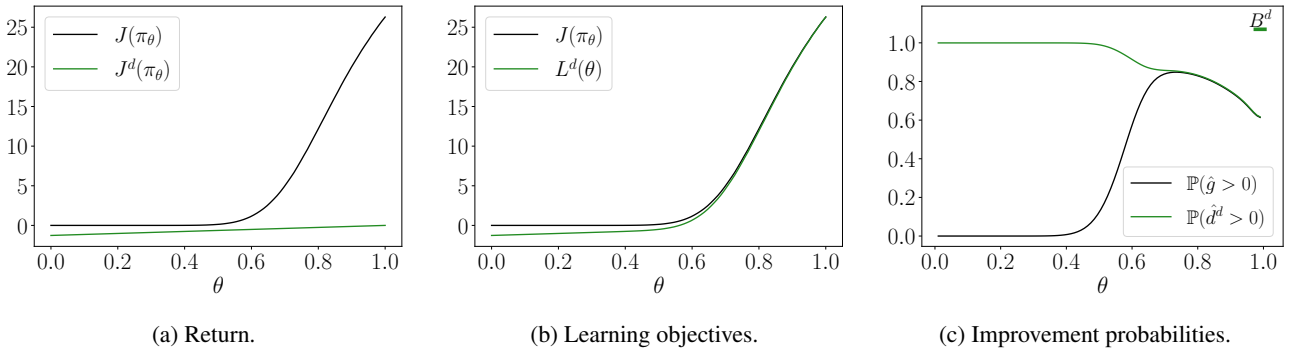 25
20
15
10
5
0
J(π_θ)
J^d(π_θ)
0.0 0.2 0.4 0.6 0.8 1.0
θ
(a) Return.
25
20
15
10
5
0
J(π_θ)
L^d(θ)
0.0 0.2 0.4 0.6 0.8 1.0
θ
(b) Learning objectives.
B^d
1.0
0.8
0.6
0.4
0.2
0.0
ℙ(ĝ > 0)
ℙ(d̂^d > 0)
0.0 0.2 0.4 0.6 0.8 1.0
θ
(c) Improvement probabilities.